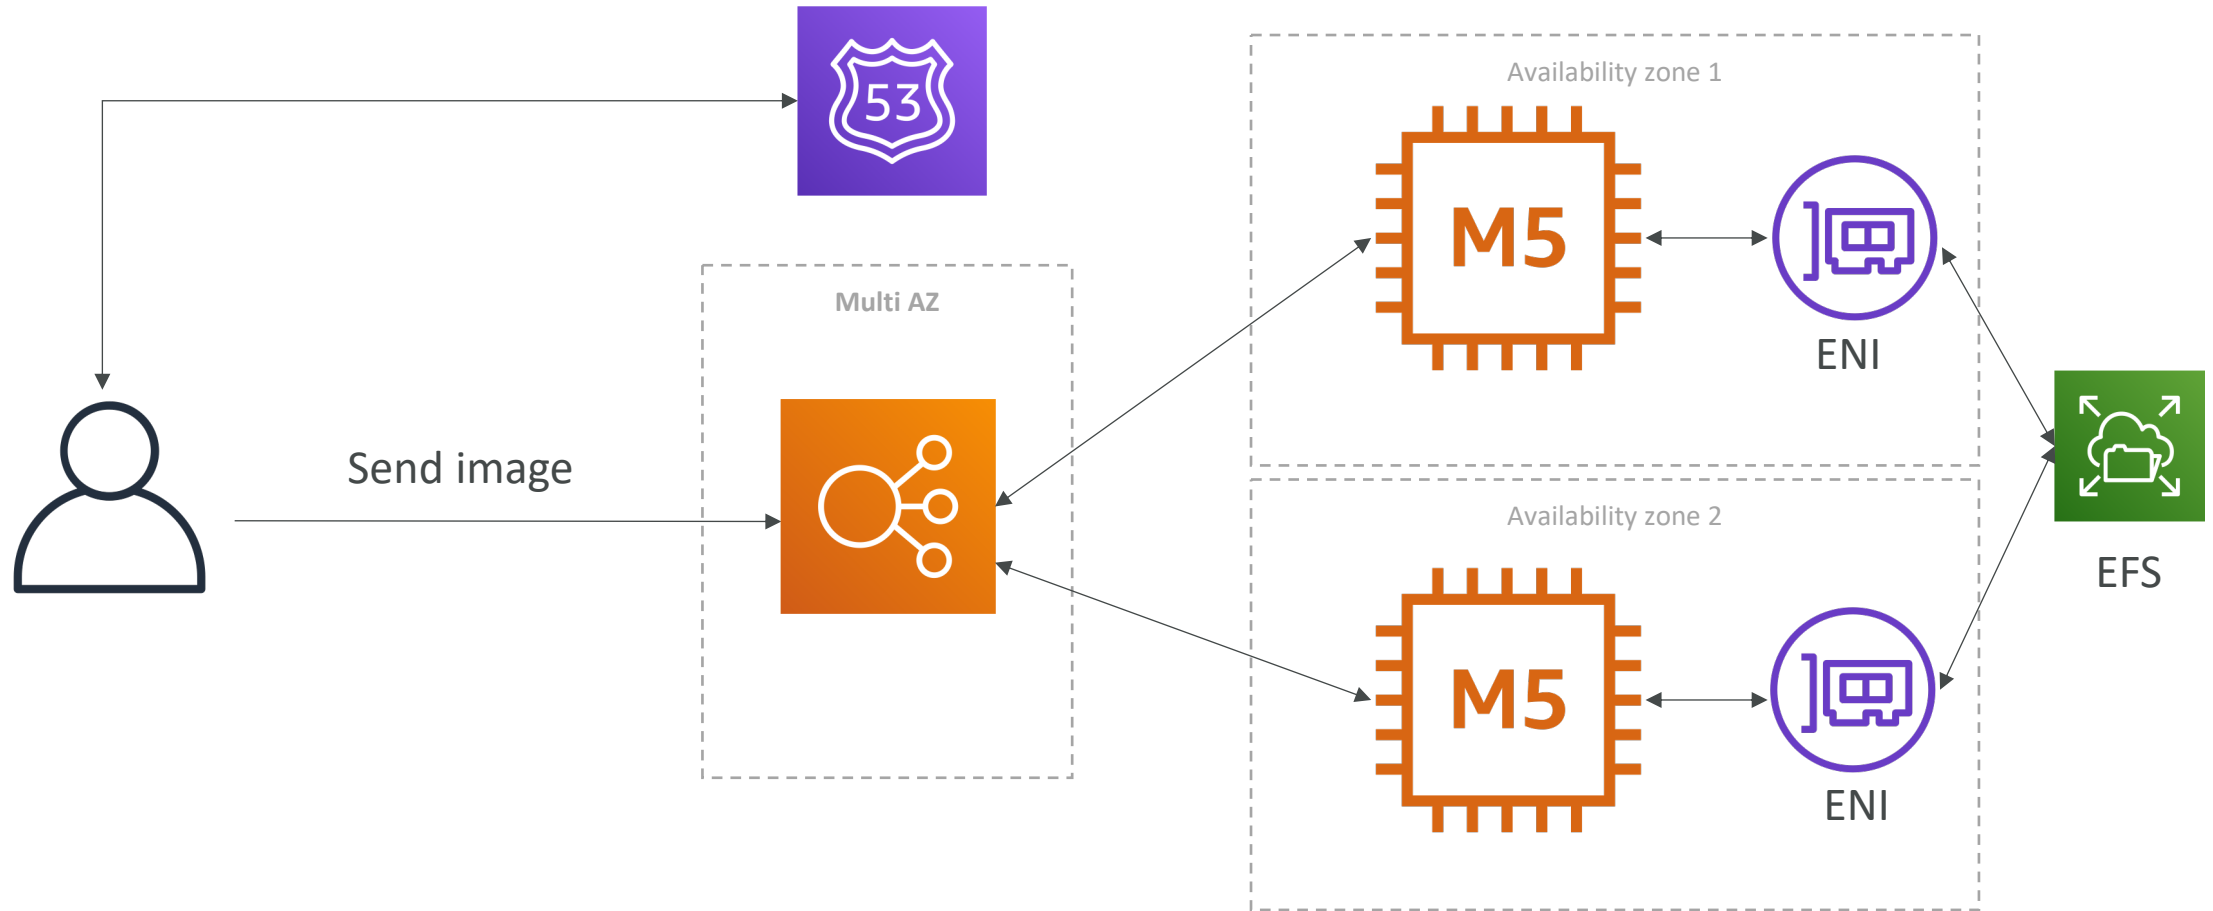 53
Availability zone 1
M5
ENI
Multi AZ
Send image
EFS
Availability zone 2
M5
ENI